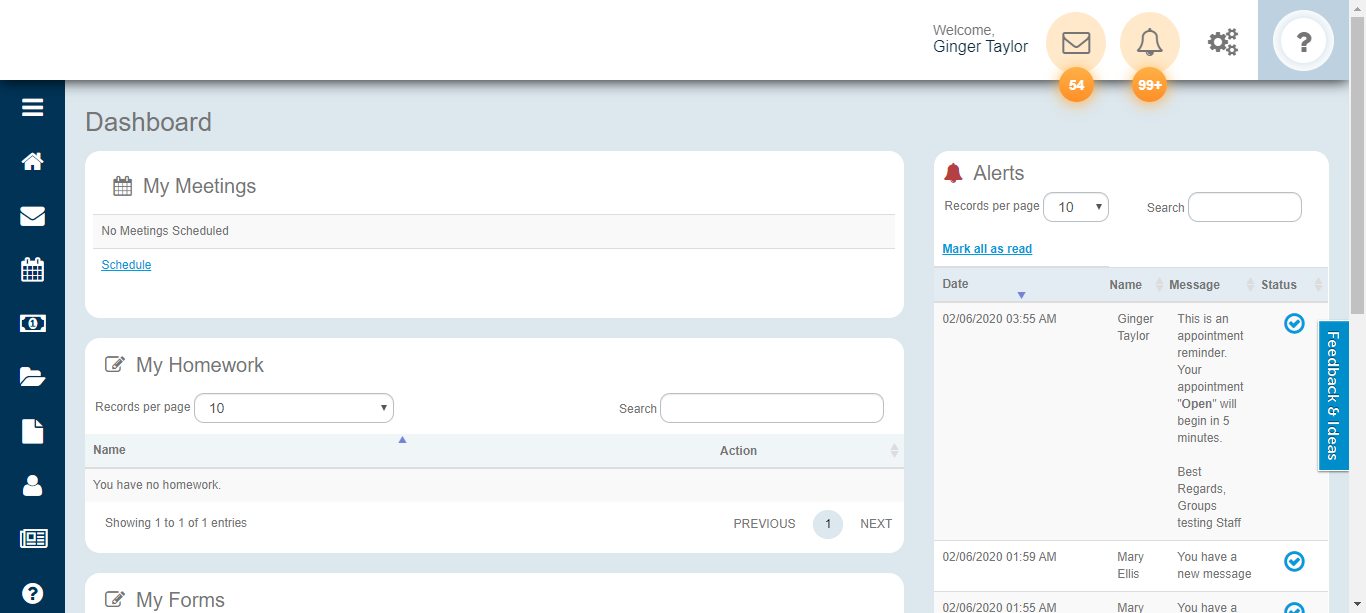 Welcome,
Ginger Taylor
54
99+
?
Dashboard
My Meetings
No Meetings Scheduled
Schedule
My Homework
Records per page 10
Search
Name
Action
You have no homework.
Showing 1 to 1 of 1 entries
PREVIOUS 1 NEXT
My Forms
Alerts
Records per page 10
Search
Mark all as read
Date Name Message Status
02/06/2020 03:55 AM
Ginger
Taylor
This is an
appointment
reminder.
Your
appointment
"Open" will
begin in 5
minutes.
Best
Regards,
Groups
testing Staff
02/06/2020 01:59 AM
Mary
Ellis
You have a
new message
02/06/2020 01:55 AM
Mary
You have a
Feedback & Ideas
1
?